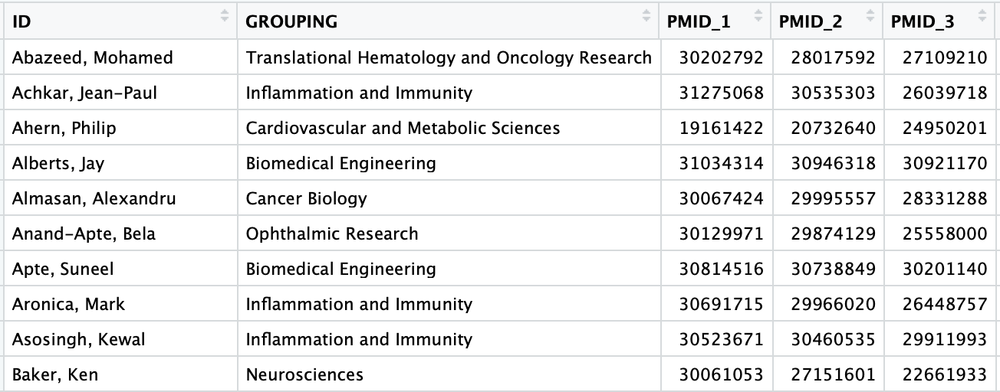 ID GROUPING PMID_1 PMID_2 PMID_3
Abazeed, Mohamed Translational Hematology and Oncology Research 30202792 28017592 27109210
Achkar, Jean-Paul Inflammation and Immunity 31275068 30535303 26039718
Ahern, Philip Cardiovascular and Metabolic Sciences 19161422 20732640 24950201
Alberts, Jay Biomedical Engineering 31034314 30946318 30921170
Almasan, Alexandru Cancer Biology 30067424 29995557 28331288
Anand-Apte, Bela Ophthalmic Research 30129971 29874129 25558000
Apte, Suneel Biomedical Engineering 30814516 30738849 30201140
Aronica, Mark Inflammation and Immunity 30691715 29966020 26448757
Asosingh, Kewal Inflammation and Immunity 30523671 30460535 29911993
Baker, Ken Neurosciences 30061053 27151601 22661933